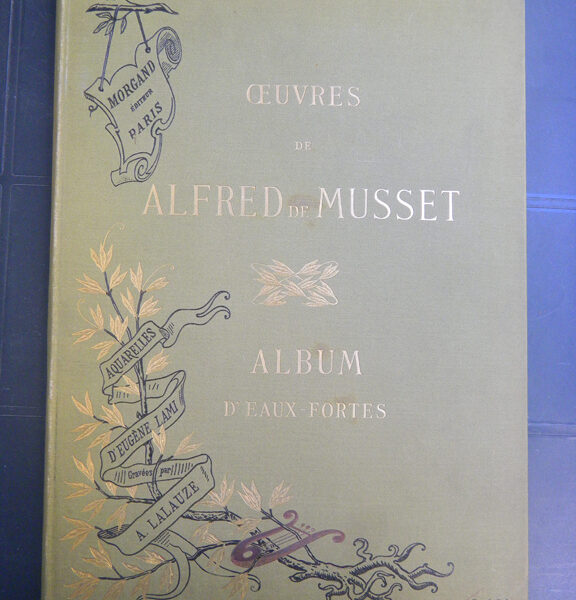 MORGAND
ÉDITEUR
PARIS
ŒUVRES
DE
ALFRED DE MUSSET
ALBUM
D'EAUX-FORTES
AQUARELLES
D'EUGÈNE LAMI
Gravées par
A. LALAUZE